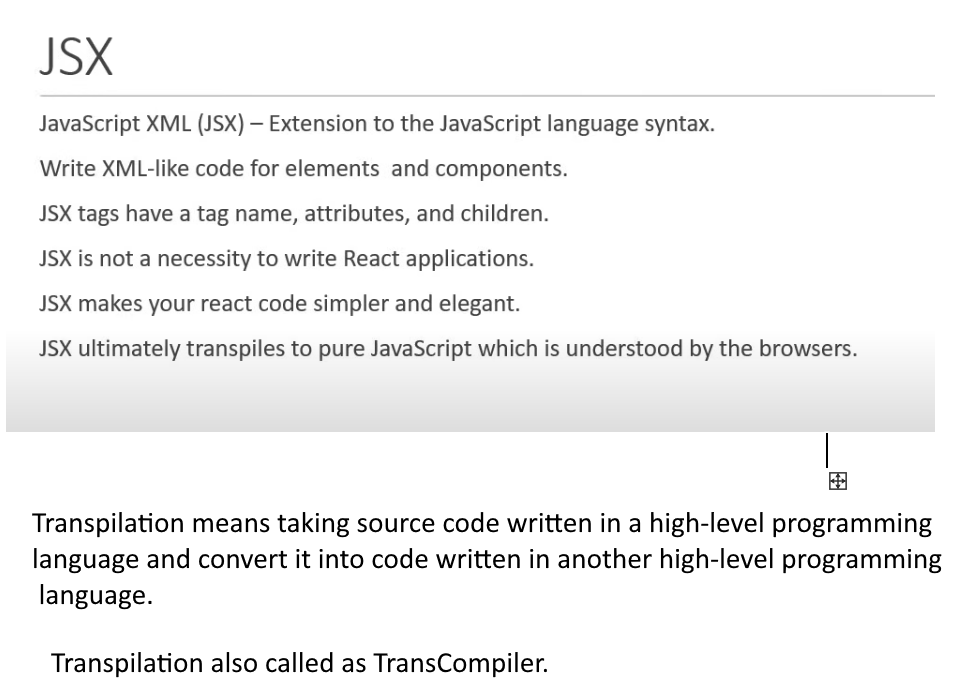 JSX
JavaScript XML (JSX) – Extension to the JavaScript language syntax.
Write XML-like code for elements  and components.
JSX tags have a tag name, attributes, and children.
JSX is not a necessity to write React applications.
JSX makes your react code simpler and elegant.
JSX ultimately transpiles to pure JavaScript which is understood by the browsers.
Transpilation means taking source code written in a high-level programming
language and convert it into code written in another high-level programming
language.
Transpilation also called as TransCompiler.